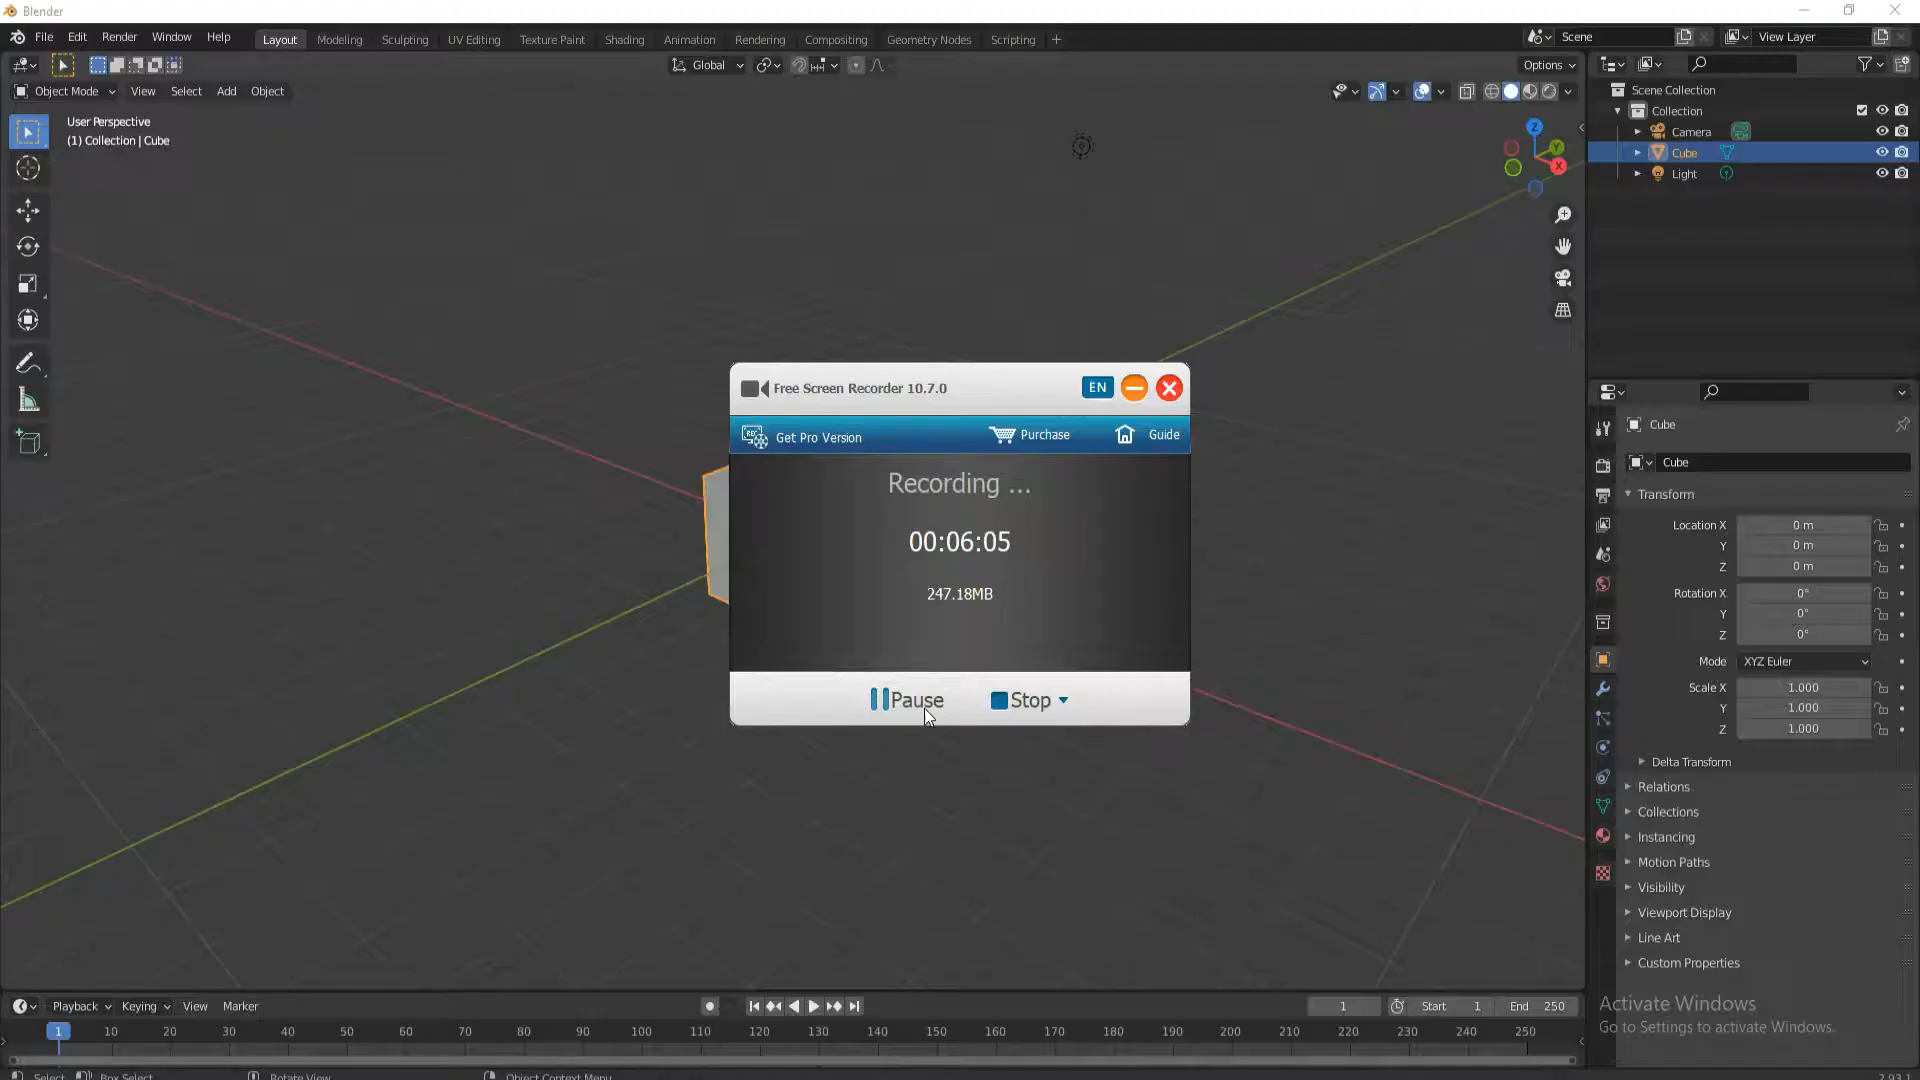 Blender
File Edit Render Window Help Layout Modeling Sculpting UV Editing Texture Paint Shading Animation Rendering Compositing Geometry Nodes Scripting + Scene View Layer
Global Options
Object Mode View Select Add Object
User Perspective
(1) Collection | Cube
Z
Y
X
Scene Collection
Collection
Camera
Cube
Light
Free Screen Recorder 10.7.0 EN
REC Get Pro Version Purchase Guide
Recording ...
00:06:05
247.18MB
Pause Stop
Cube
Cube
Transform
Location X 0 m
Y 0 m
Z 0 m
Rotation X 0°
Y 0°
Z 0°
Mode XYZ Euler
Scale X 1.000
Y 1.000
Z 1.000
Delta Transform
Relations
Collections
Instancing
Motion Paths
Visibility
Viewport Display
Line Art
Custom Properties
Playback Keying View Marker 1 Start 1 End 250
1 10 20 30 40 50 60 70 80 90 100 110 120 130 140 150 160 170 180 190 200 210 220 230 240 250
Activate Windows
Go to Settings to activate Windows.
Select Box Select Rotate View Object Context Menu 2.93.1